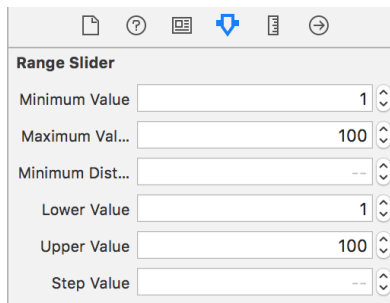 Range Slider
Minimum Value 1
Maximum Val... 100
Minimum Dist... --
Lower Value 1
Upper Value 100
Step Value --